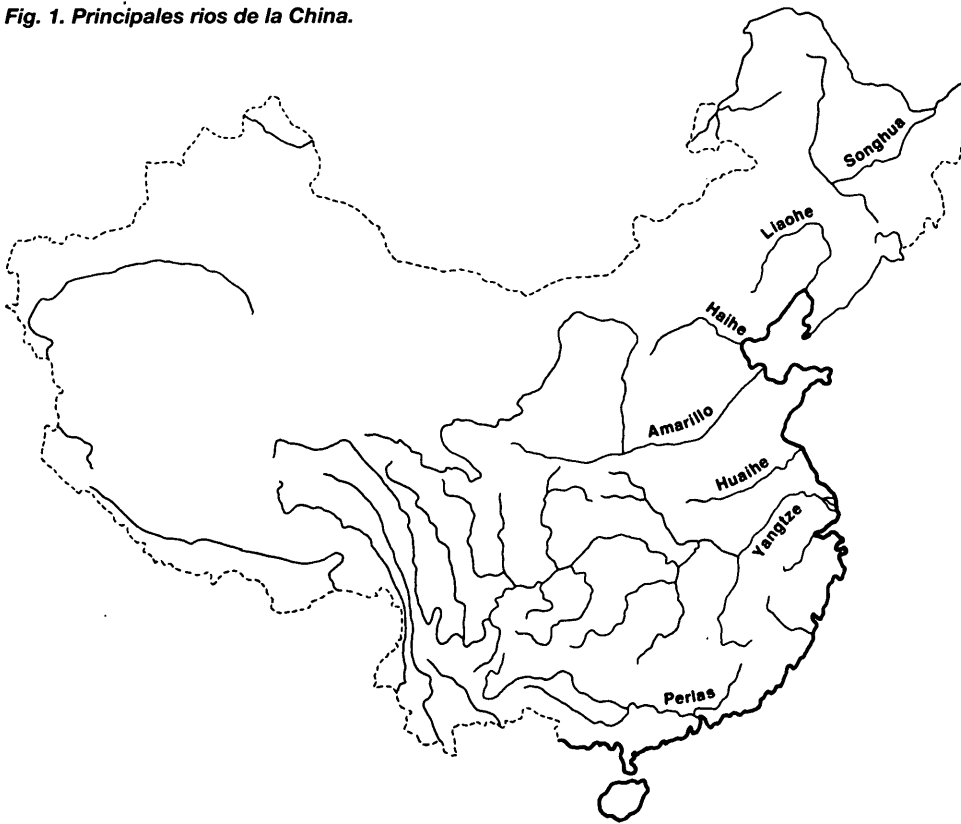 Fig. 1. Principales rios de la China.
Songhua
Liaohe
Haihe
Amarillo
Huaihe
Yangtze
Perlas